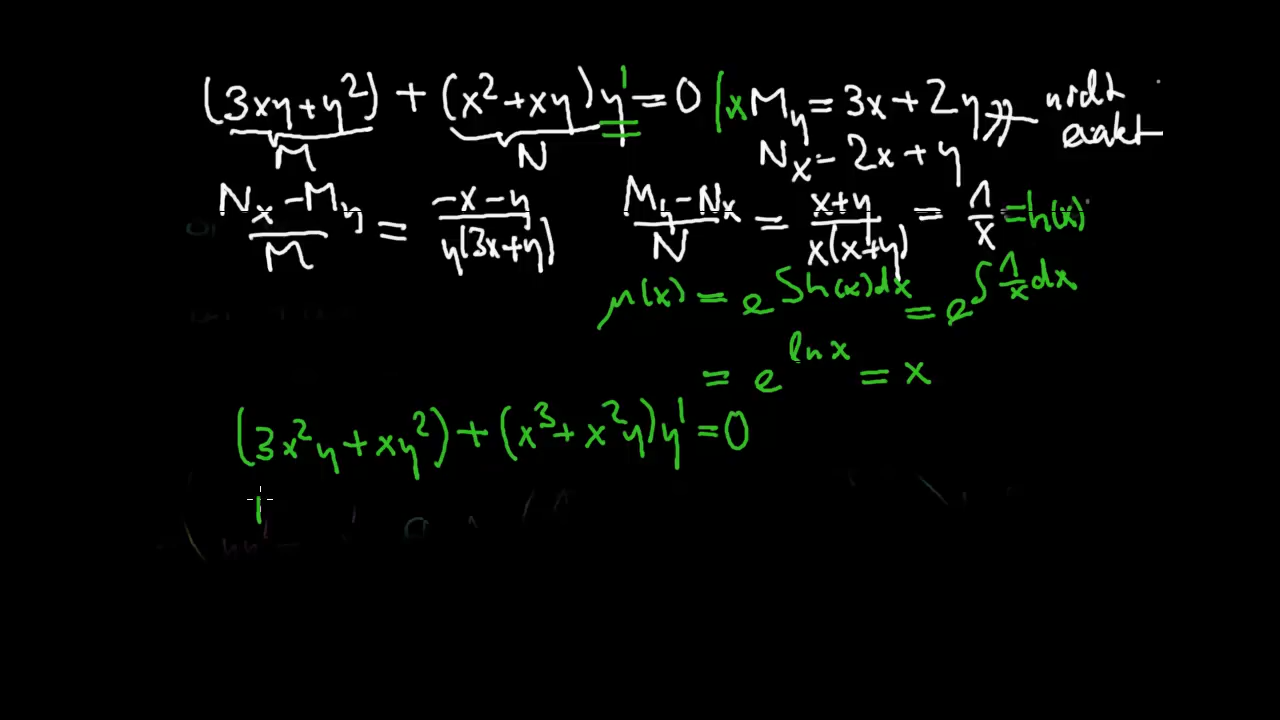 (3xy+y²) + (x²+xy)y' = 0 |x M_y = 3x+2y nicht
M N N_x = 2x+y exakt
(N_x - M_y)/M = (-x-y)/(y(3x+y)) (M_y - N_x)/N = (x+y)/(x(x+y)) = 1/x = h(x)
μ(x) = e^∫h(x)dx = e^∫1/x dx
= e^ln x = x
(3x²y+xy²)+(x³+x²y)y' = 0